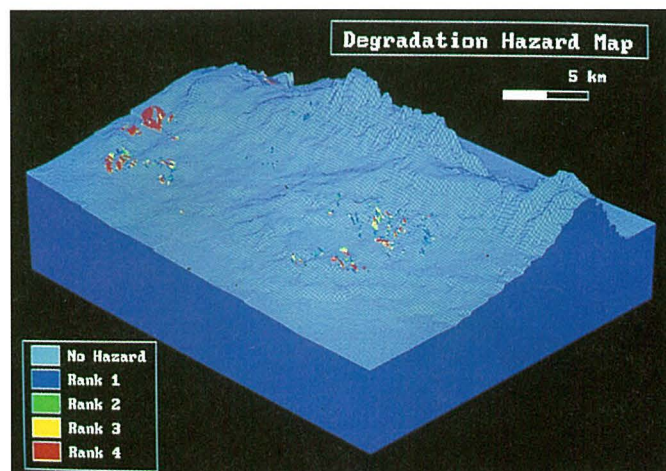 Degradation Hazard Map
5 km
No Hazard
Rank 1
Rank 2
Rank 3
Rank 4